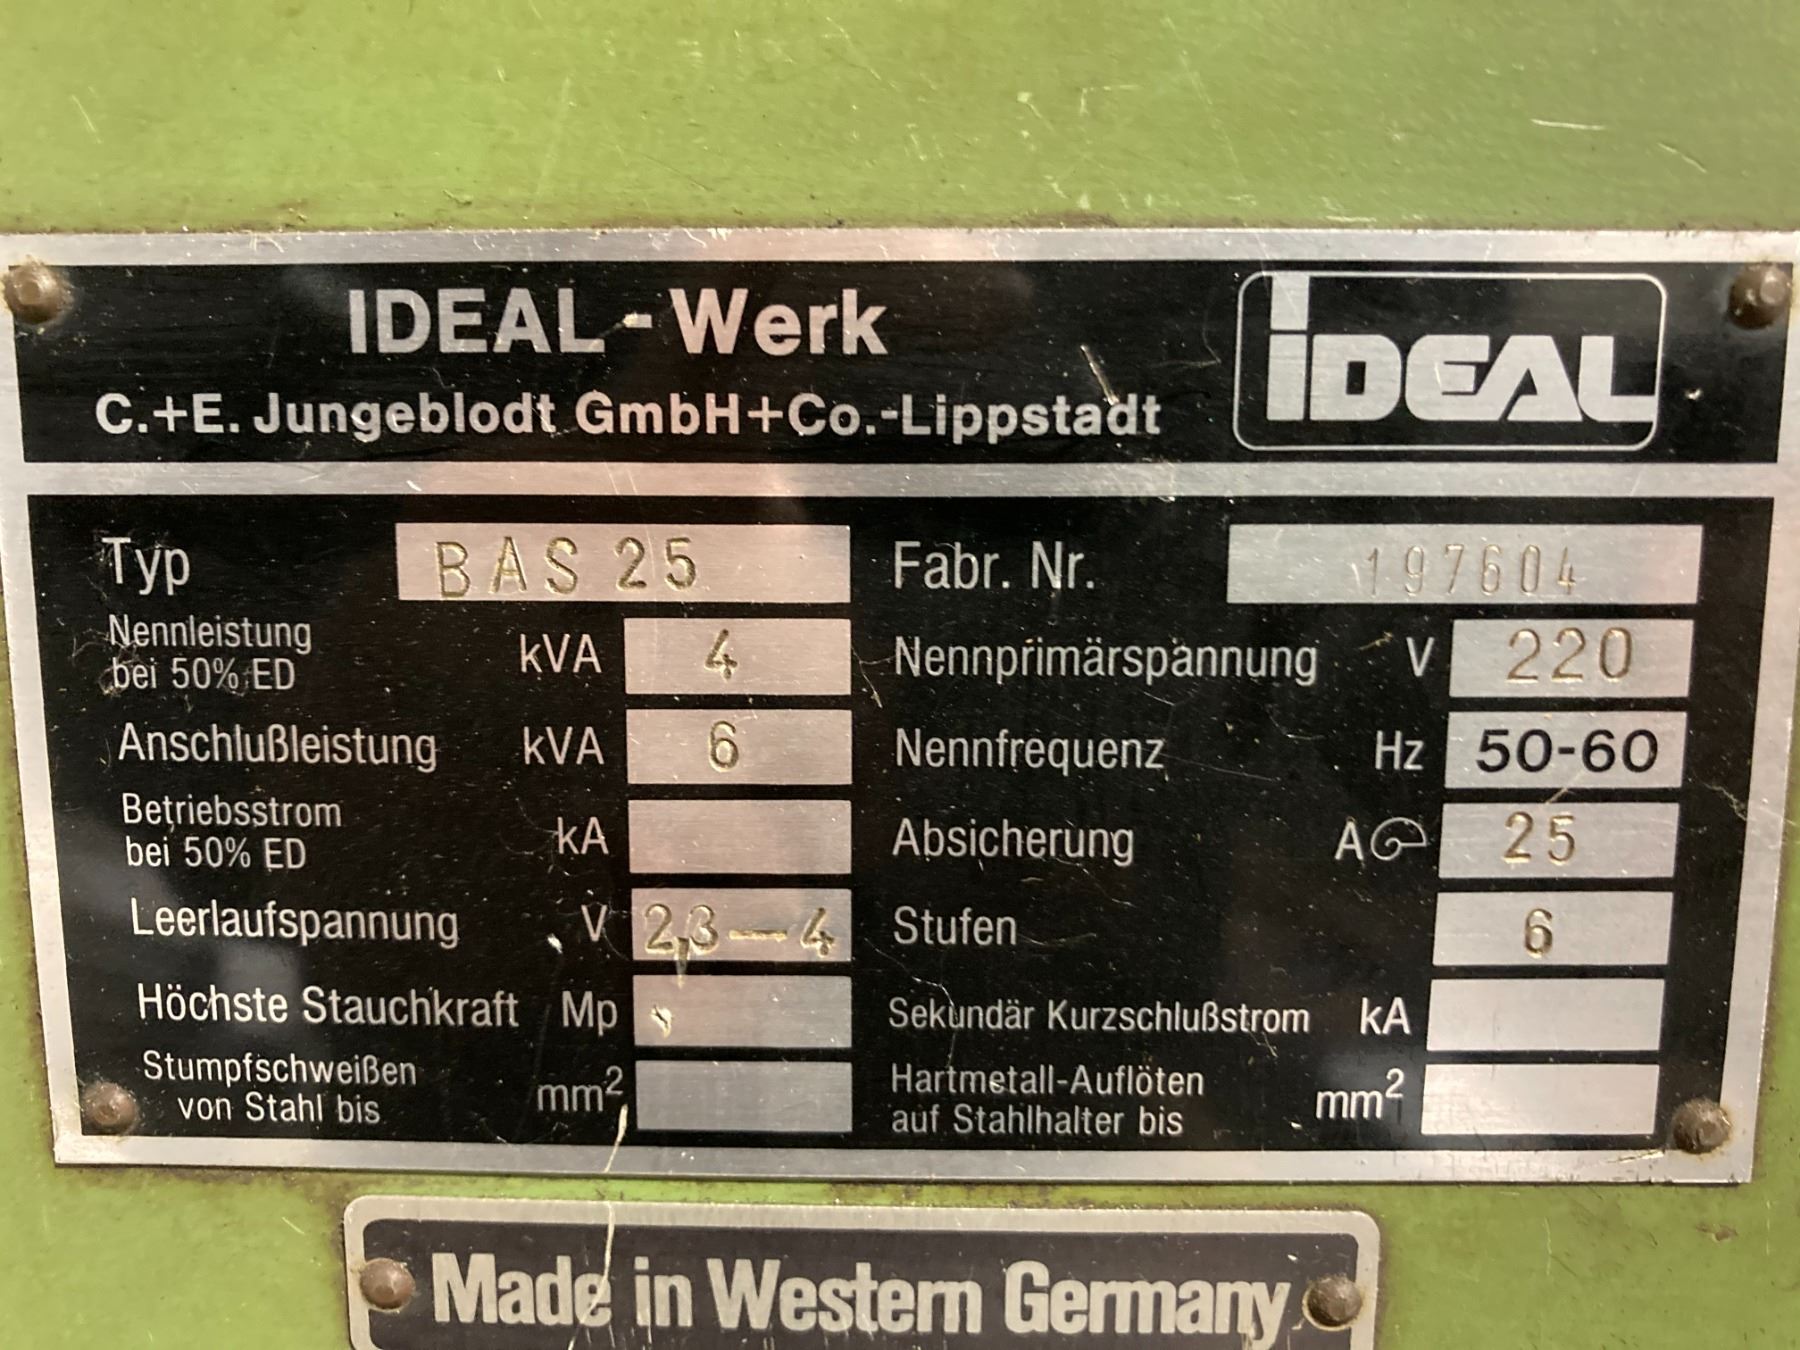 IDEAL-Werk
C.+E. Jungeblodt GmbH+Co.-Lippstadt
iDEAL
Typ BAS 25 Fabr. Nr. 197604
Nennleistung
bei 50% ED kVA 4 Nennprimärspannung V 220
Anschlußleistung kVA 6 Nennfrequenz Hz 50-60
Betriebsstrom
bei 50% ED kA Absicherung A 25
Leerlaufspannung V 2,3-4 Stufen 6
Höchste Stauchkraft Mp Sekundär Kurzschlußstrom kA
Stumpfschweißen
von Stahl bis mm² Hartmetall-Auflöten
auf Stahlhalter bis mm²
Made in Western Germany